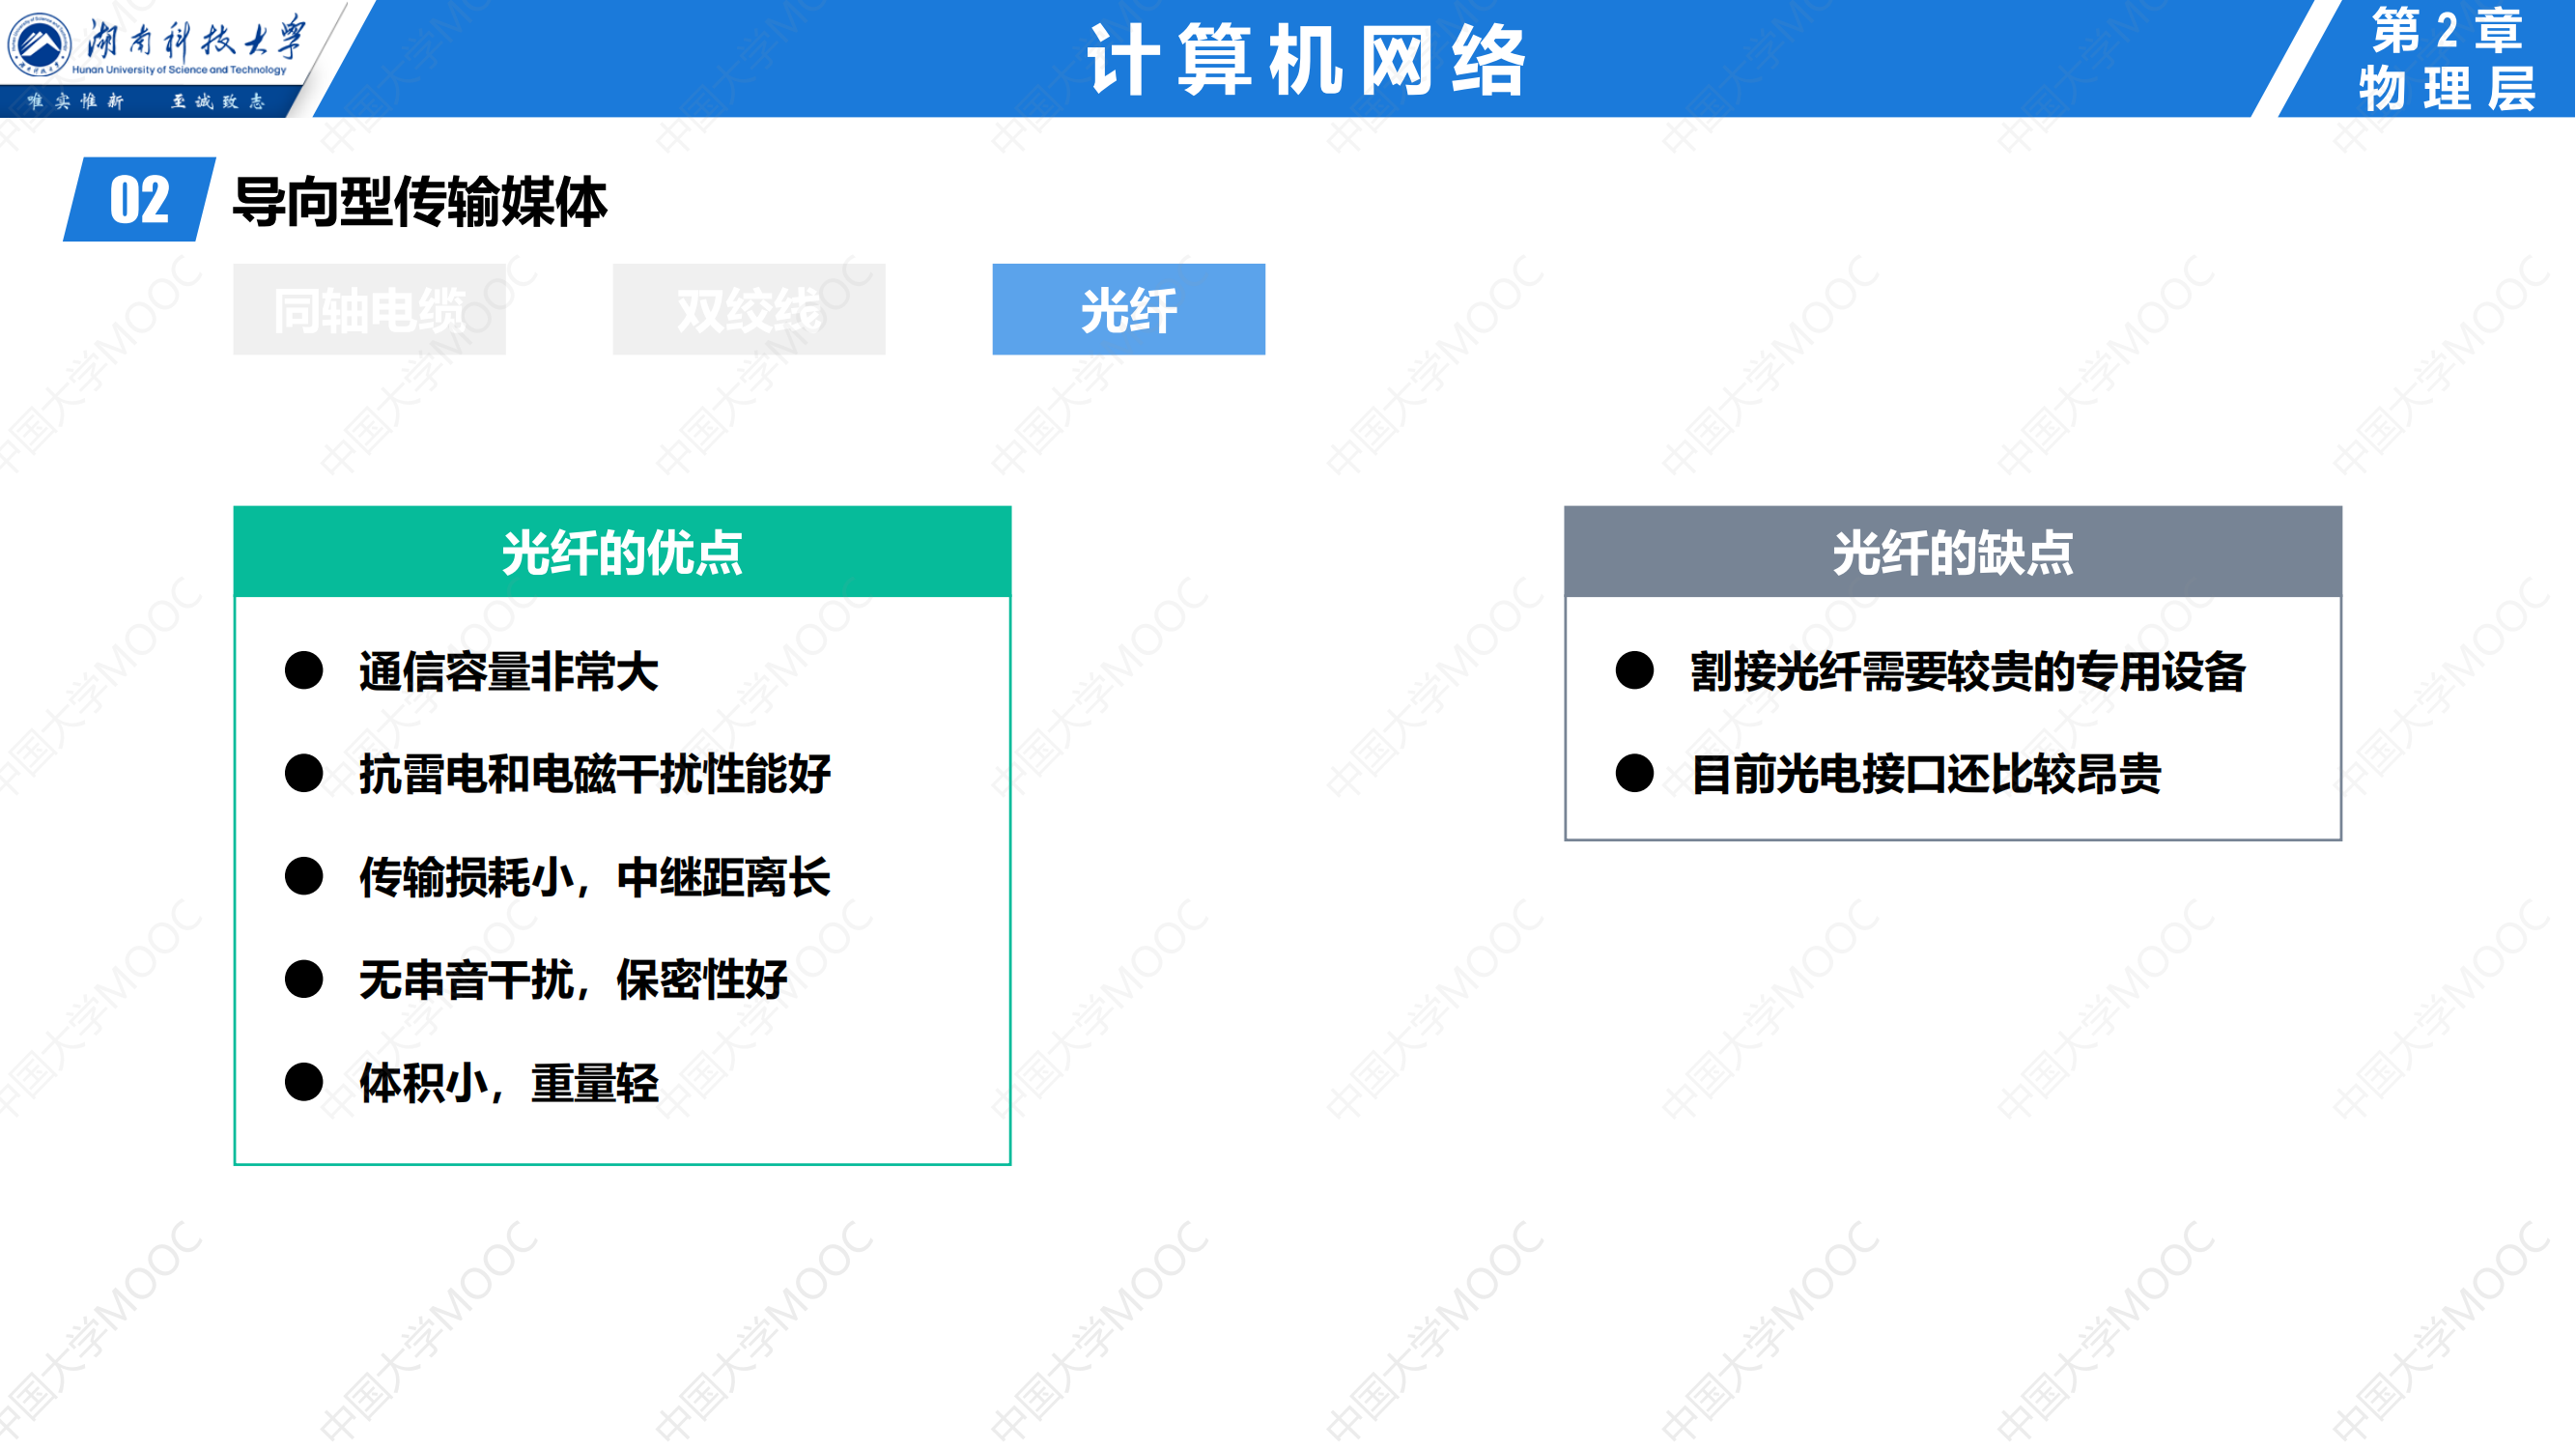 湖南科技大学
Hunan University of Science and Technology
唯实惟新 至诚致志
计算机网络
第2章
物理层
02 导向型传输媒体
同轴电缆 双绞线 光纤
光纤的优点
通信容量非常大
抗雷电和电磁干扰性能好
传输损耗小，中继距离长
无串音干扰，保密性好
体积小，重量轻
光纤的缺点
割接光纤需要较贵的专用设备
目前光电接口还比较昂贵
中国大学MOOC